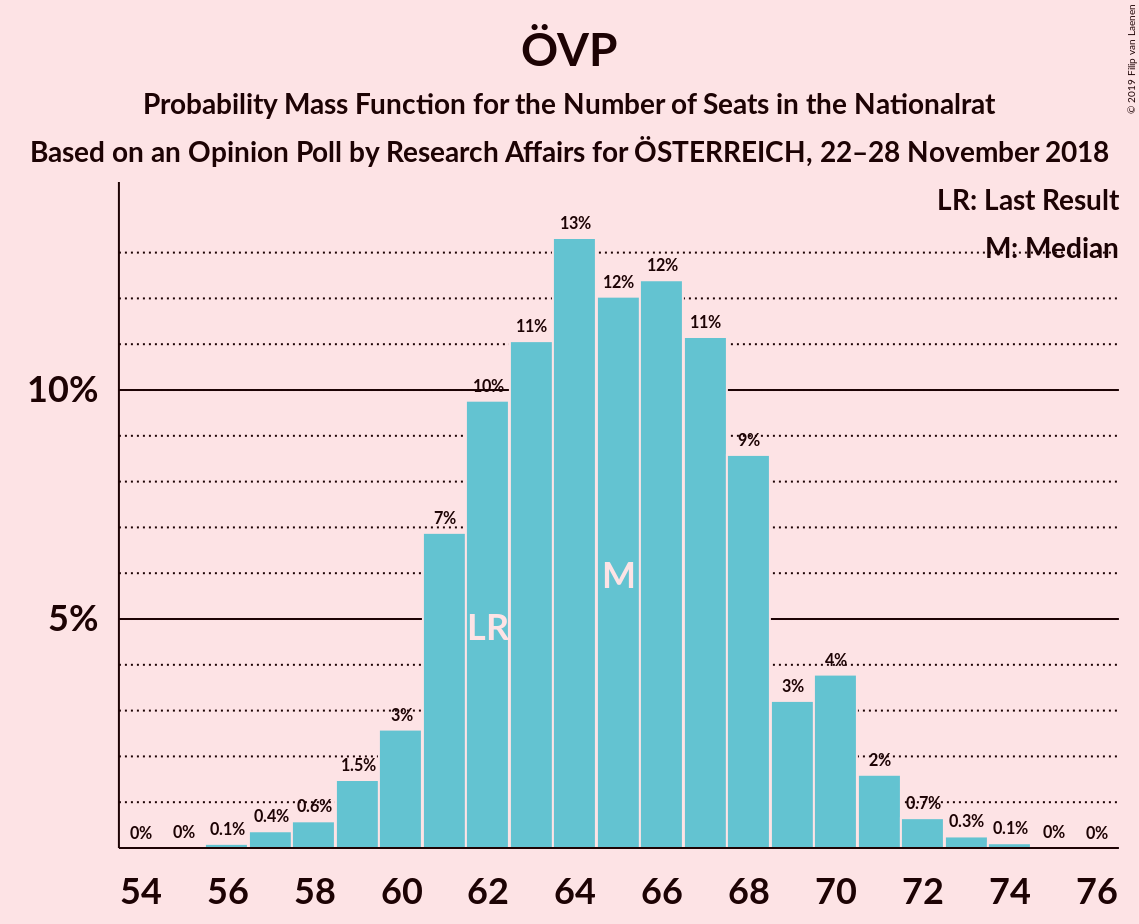 ÖVP
Probability Mass Function for the Number of Seats in the Nationalrat
Based on an Opinion Poll by Research Affairs for ÖSTERREICH, 22–28 November 2018
© 2019 Filip van Laenen
LR: Last Result
M: Median
13%
12%
12%
11%
11%
10%
10%
9%
7%
M
5%
LR
4%
3%
3%
2%
1.5%
0.7%
0.6%
0.4%
0.3%
0.1%
0.1%
0%
0%
0%
0%
54 56 58 60 62 64 66 68 70 72 74 76